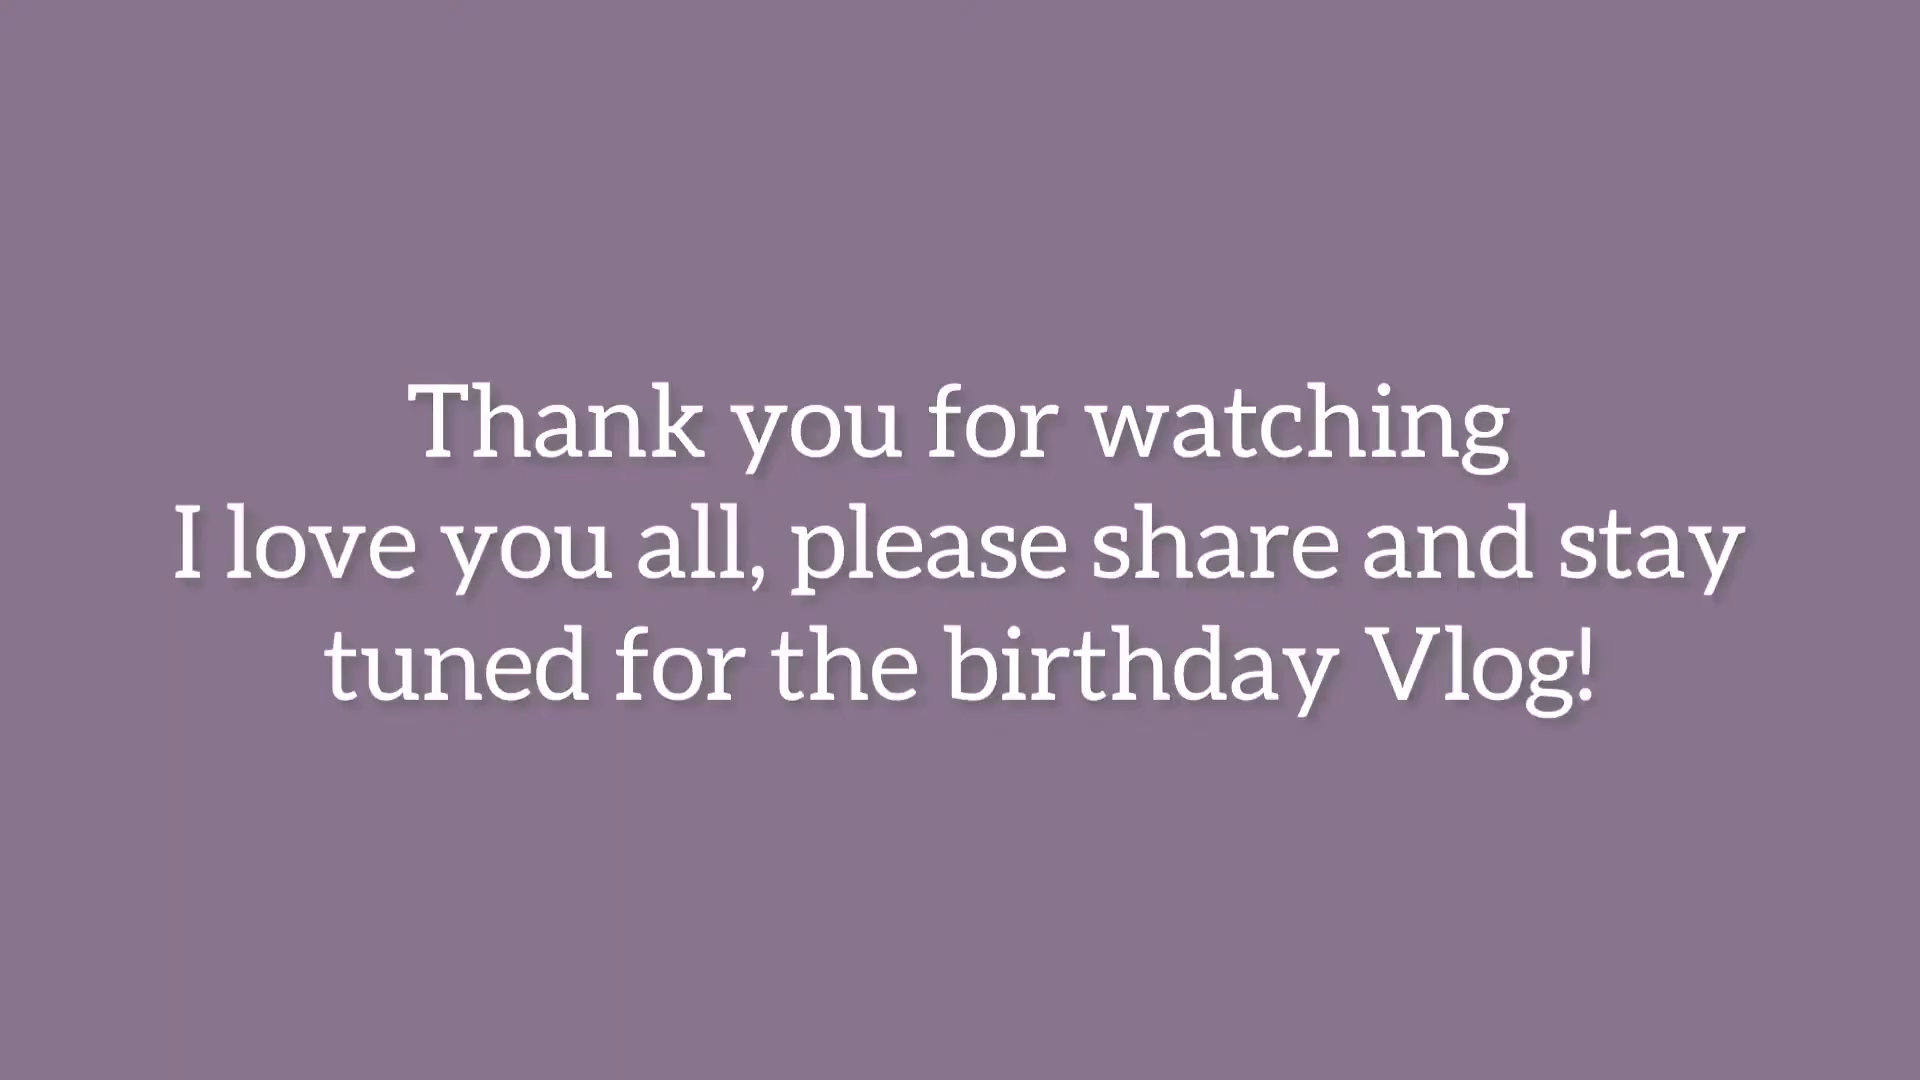 Thank you for watching
I love you all, please share and stay
tuned for the birthday Vlog!